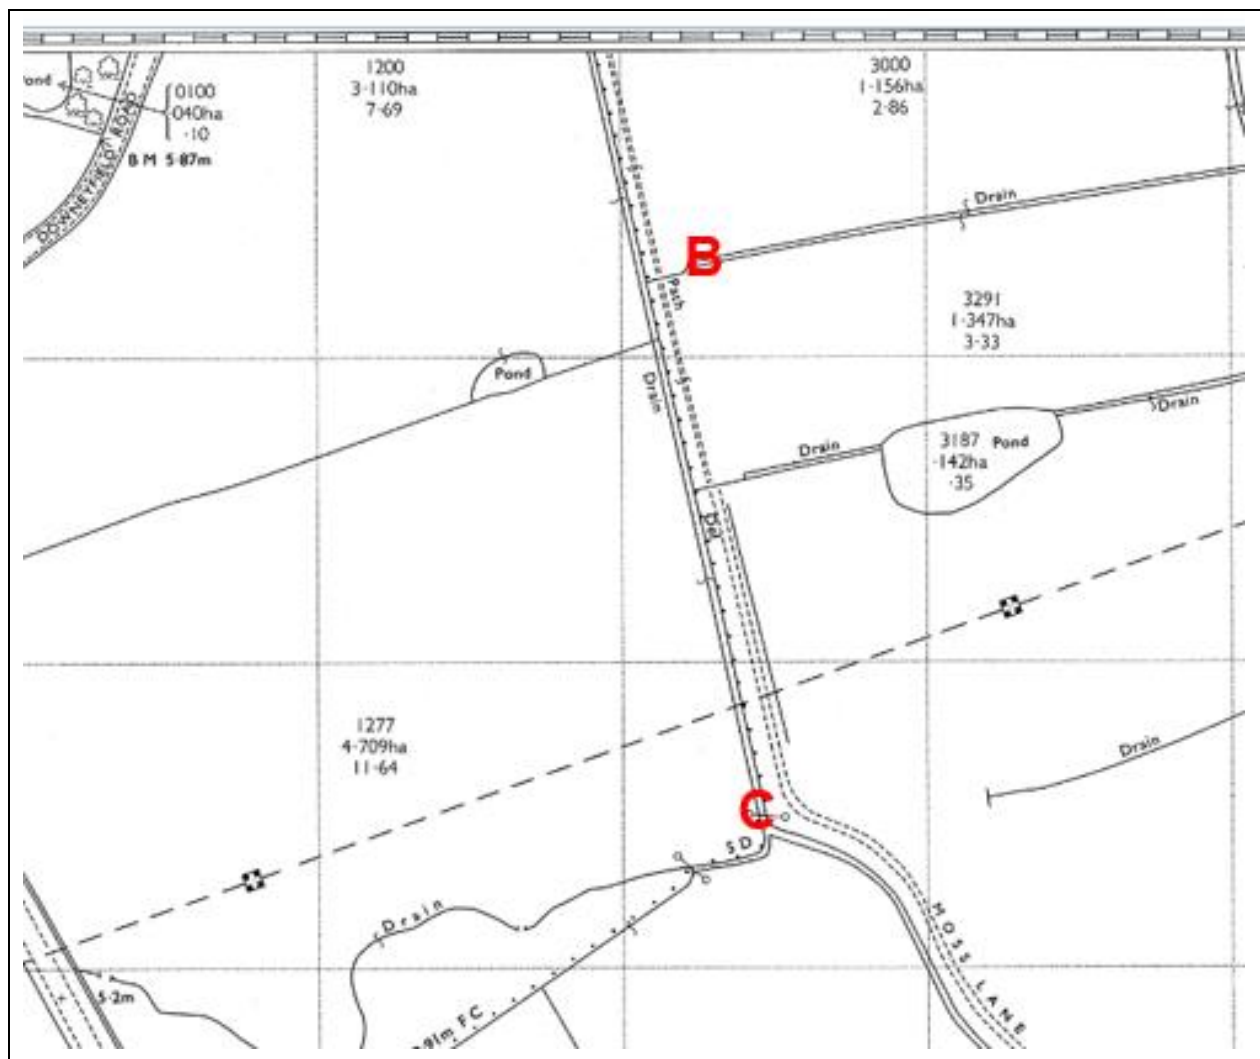 1200
3·110ha
7·69
3000
1·156ha
2·86
Pond
0100
·040ha
·10
B M 5·87m
DOWNEYFIELD ROAD
Drain
B
Path
3291
1·347ha
3·33
Pond
Drain
Drain
Drain
3187 Pond
·142ha
·35
Def
1277
4·709ha
11·64
Drain
C
S D
Drain
MOSS LANE
5·2m
·91m FC